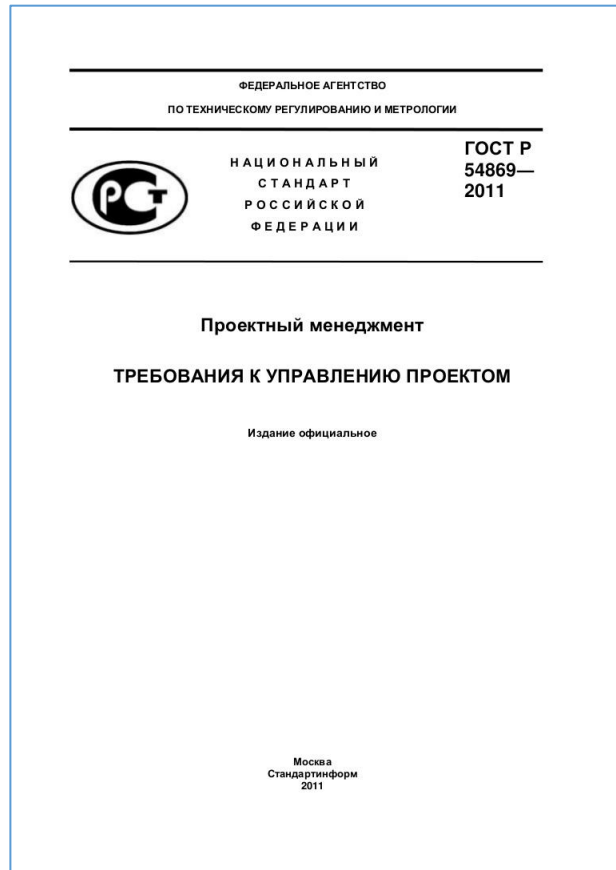 ФЕДЕРАЛЬНОЕ АГЕНТСТВО
ПО ТЕХНИЧЕСКОМУ РЕГУЛИРОВАНИЮ И МЕТРОЛОГИИ
РСТ
НАЦИОНАЛЬНЫЙ
СТАНДАРТ
РОССИЙСКОЙ
ФЕДЕРАЦИИ
ГОСТ Р
54869—
2011
Проектный менеджмент
ТРЕБОВАНИЯ К УПРАВЛЕНИЮ ПРОЕКТОМ
Издание официальное
Москва
Стандартинформ
2011